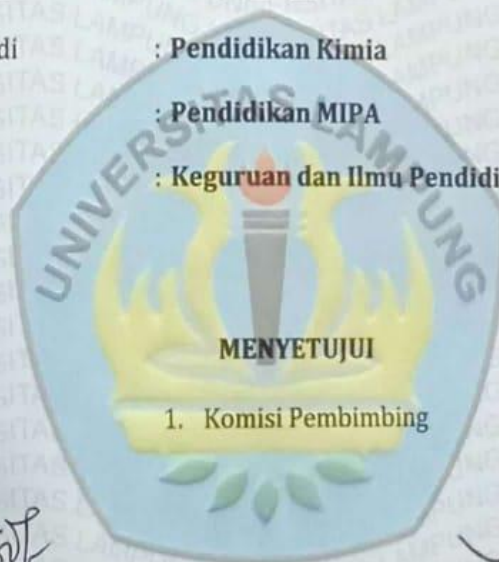 di : Pendidikan Kimia
: Pendidikan MIPA
: Keguruan dan Ilmu Pendidi
UNIVERSITAS LAMPUNG
MENYETUJUI
1. Komisi Pembimbing